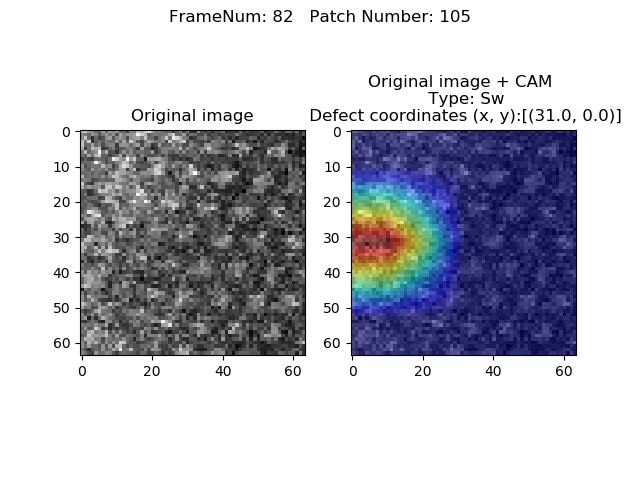 FrameNum: 82   Patch Number: 105
Original image
0
10
20
30
40
50
60
0 20 40 60
Original image + CAM
Type: Sw
Defect coordinates (x, y):[(31.0, 0.0)]
0
10
20
30
40
50
60
0 20 40 60